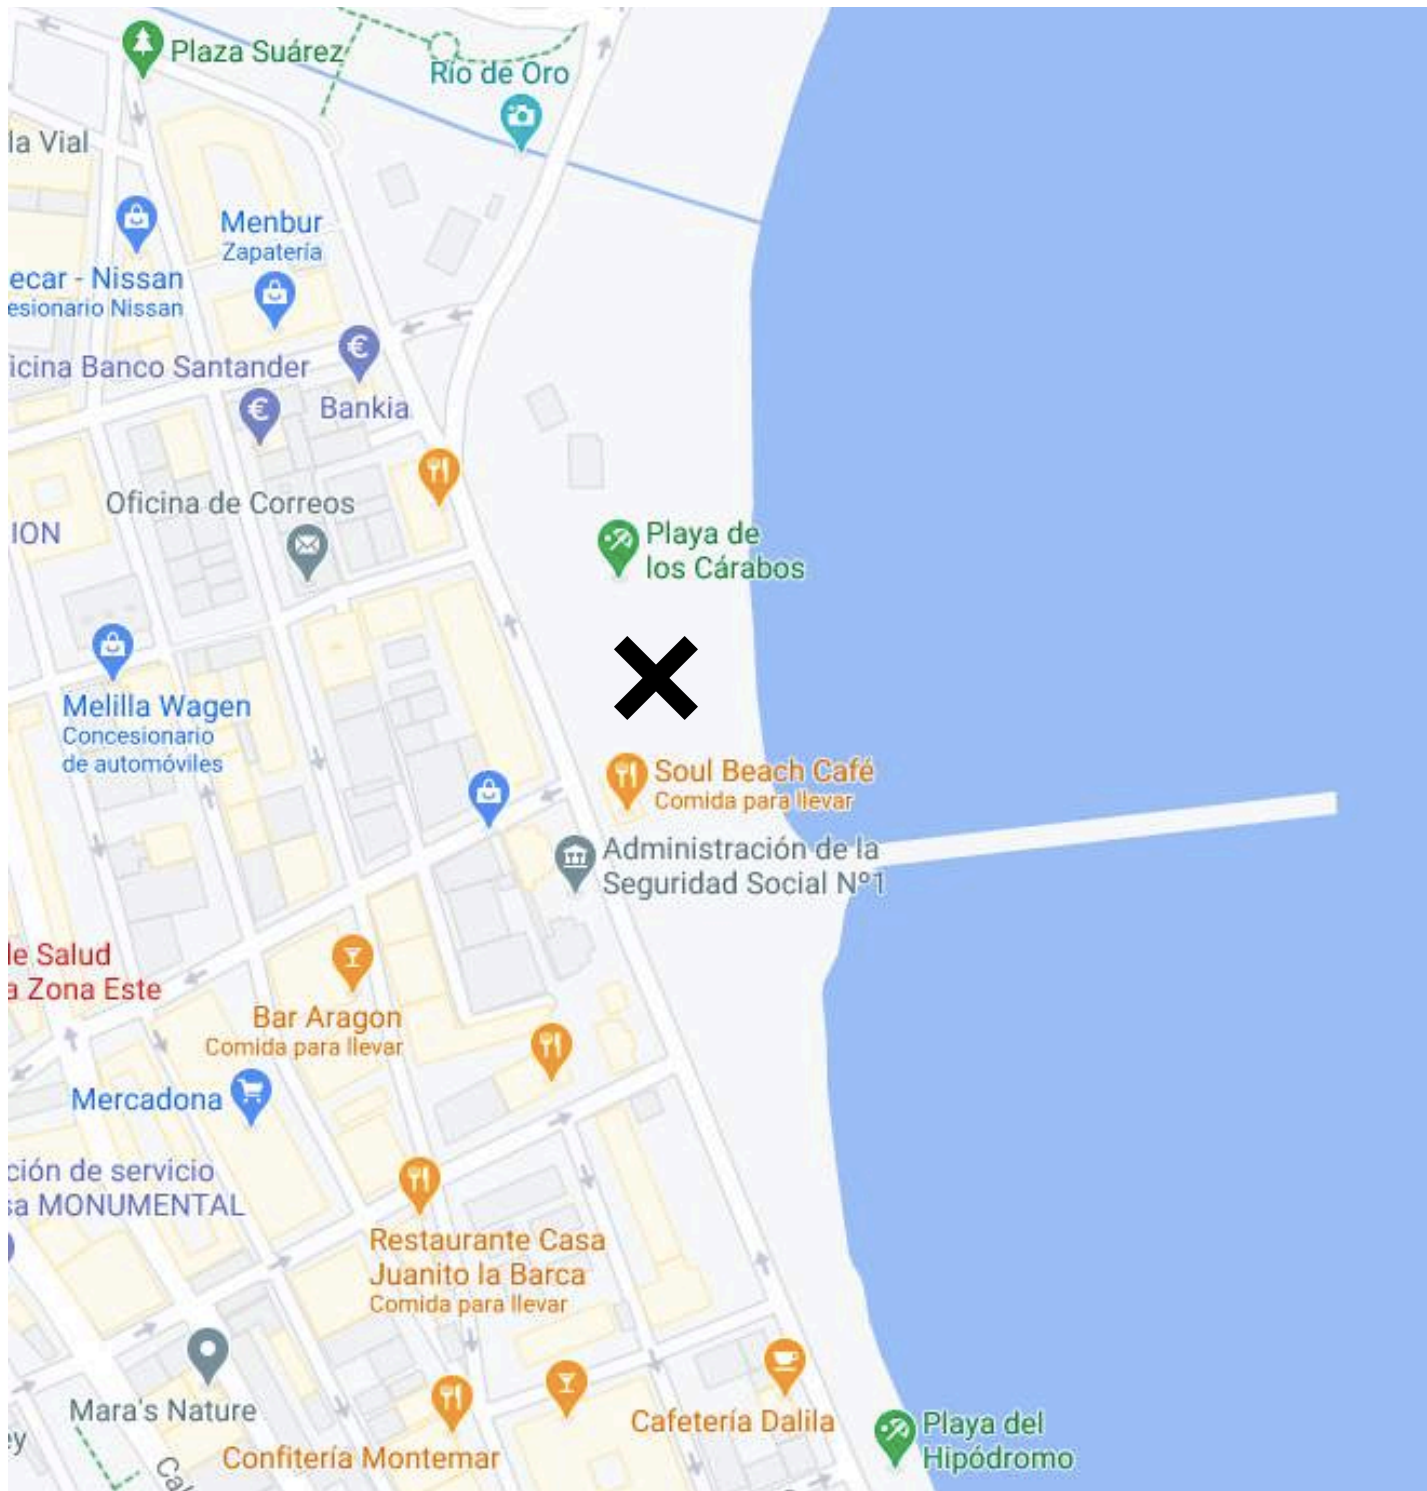 Plaza Suárez
Río de Oro
la Vial
Menbur
Zapatería
ecar - Nissan
esionario Nissan
icina Banco Santander
Bankia
Oficina de Correos
ION
Playa de
los Cárabos
Melilla Wagen
Concesionario
de automóviles
Soul Beach Café
Comida para llevar
Administración de la
Seguridad Social Nº1
le Salud
a Zona Este
Bar Aragon
Comida para llevar
Mercadona
ción de servicio
sa MONUMENTAL
Restaurante Casa
Juanito la Barca
Comida para llevar
Mara's Nature
ey
Cal
Confitería Montemar
Cafetería Dalila
Playa del
Hipódromo